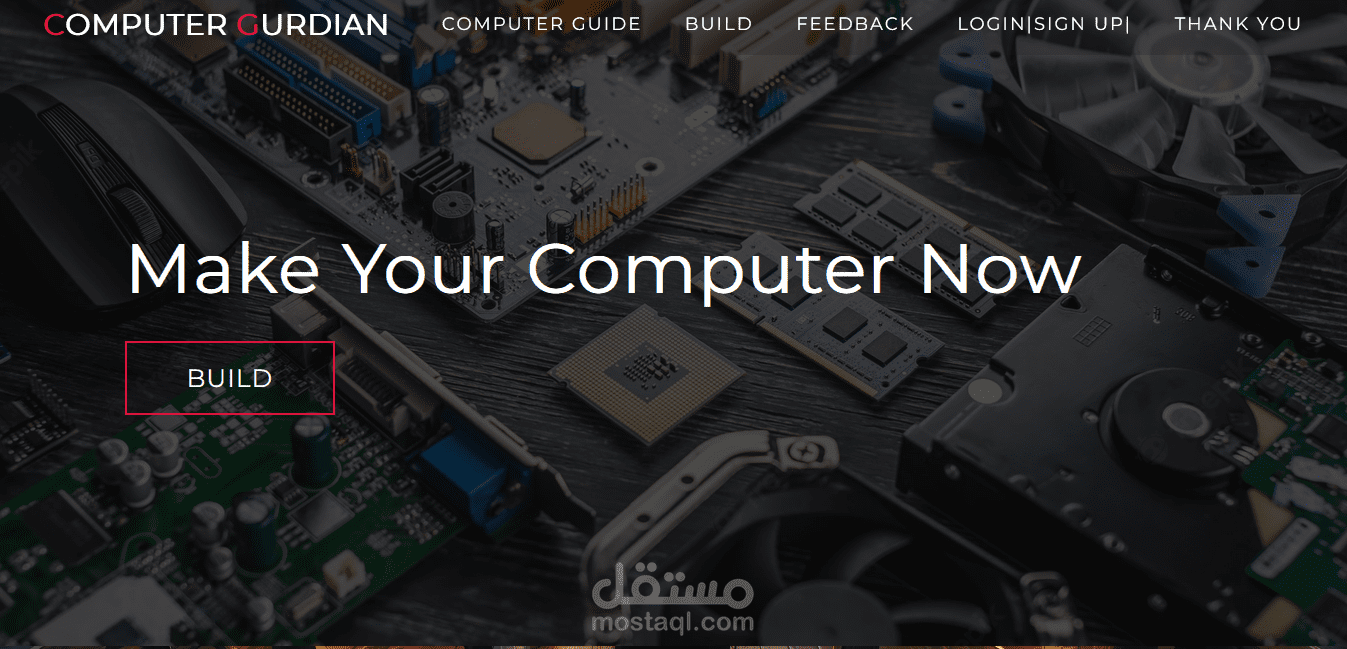 COMPUTER GURDIAN
COMPUTER GUIDE
BUILD
FEEDBACK
LOGIN|SIGN UP|
THANK YOU
Make Your Computer Now
BUILD
مستقل
mostaql.com